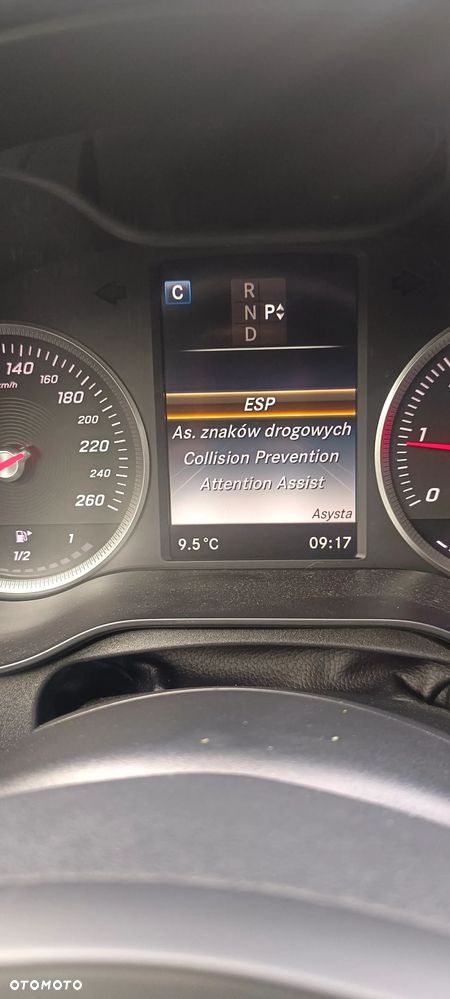 C
R
N P
D
140
km/h
160
180
200
220
240
260
1/2
1
ESP
As. znaków drogowych
Collision Prevention
Attention Assist
Asysta
9.5°C
09:17
1
0
OTOMOTO